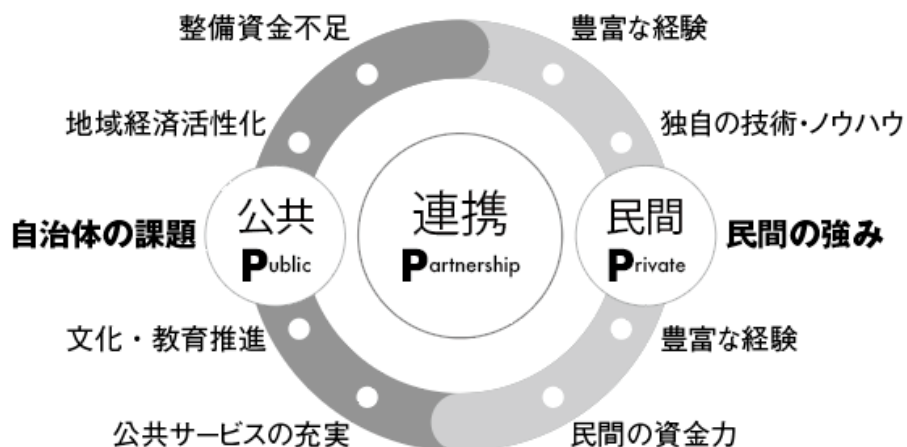 整備資金不足
豊富な経験
地域経済活性化
独自の技術・ノウハウ
自治体の課題
公共
Public
連携
Partnership
民間
Private
民間の強み
文化・教育推進
豊富な経験
公共サービスの充実
民間の資金力